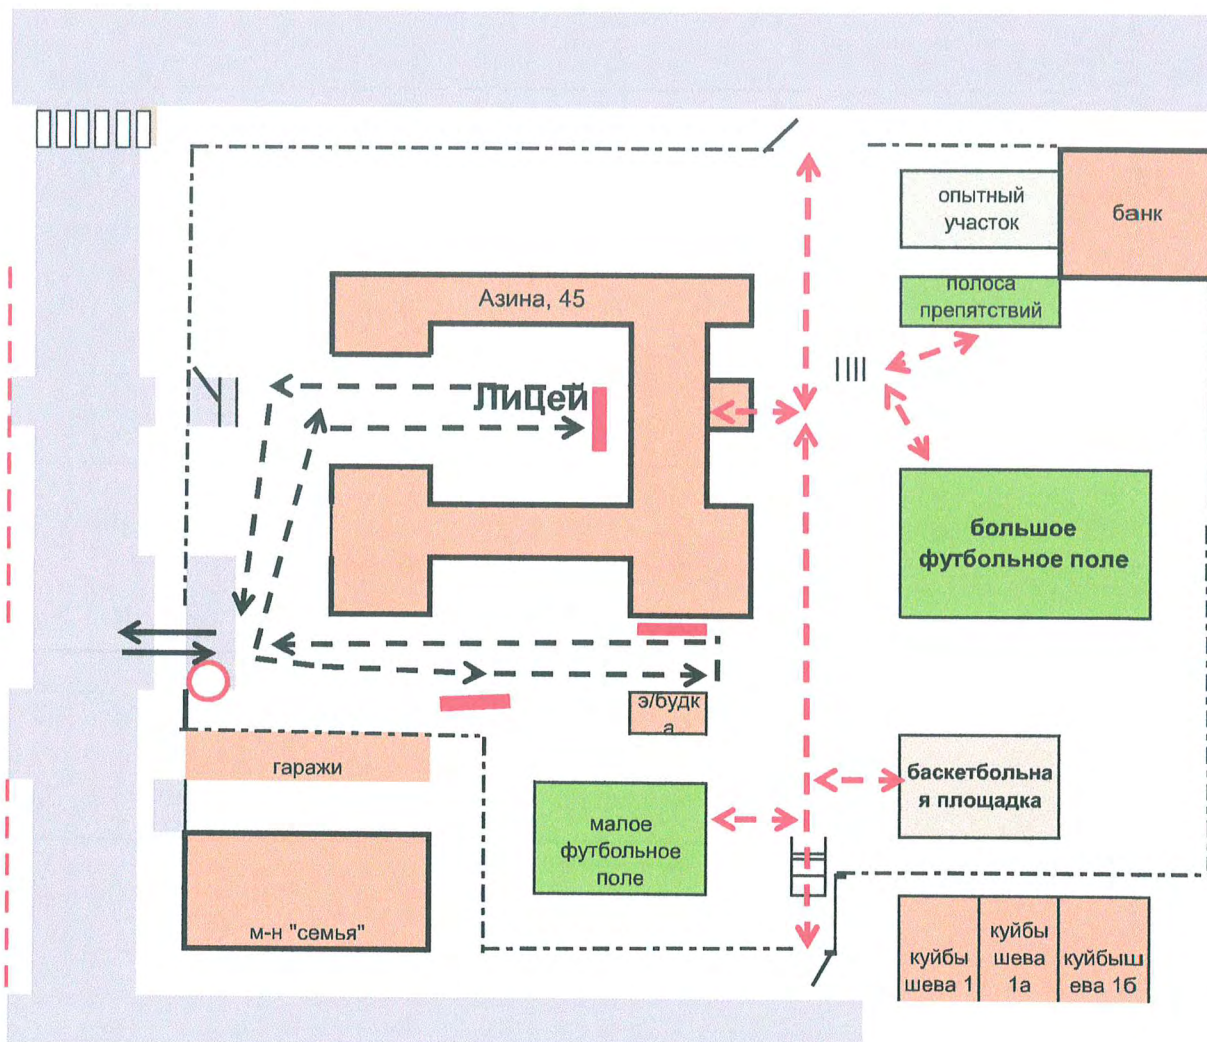 опытный
участок
банк
полоса
препятствий
Азина, 45
Лицей
большое
футбольное поле
э/будк
а
гаражи
баскетбольна
я площадка
малое
футбольное
поле
м-н "семья"
куйбы
шева 1
куйбы
шева
1а
куйбыш
ева 1б